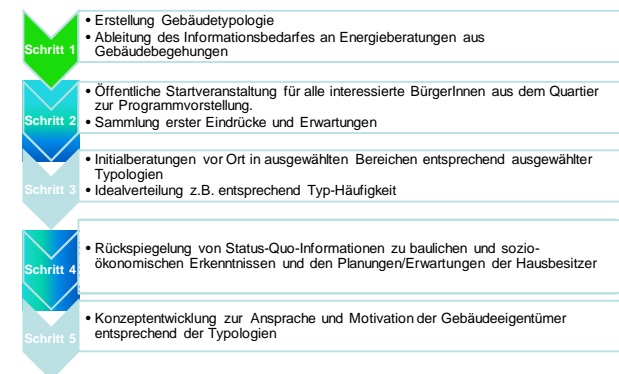 Schritt 1
• Erstellung Gebäudetypologie
• Ableitung des Informationsbedarfes an Energieberatungen aus
Gebäudebegehungen
Schritt 2
• Öffentliche Startveranstaltung für alle interessierte BürgerInnen aus dem Quartier
zur Programmvorstellung.
• Sammlung erster Eindrücke und Erwartungen
Schritt 3
• Initialberatungen vor Ort in ausgewählten Bereichen entsprechend ausgewählter
Typologien
• Idealverteilung z.B. entsprechend Typ-Häufigkeit
Schritt 4
• Rückspiegelung von Status-Quo-Informationen zu baulichen und sozio-
ökonomischen Erkenntnissen und den Planungen/Erwartungen der Hausbesitzer
Schritt 5
• Konzeptentwicklung zur Ansprache und Motivation der Gebäudeeigentümer
entsprechend der Typologien